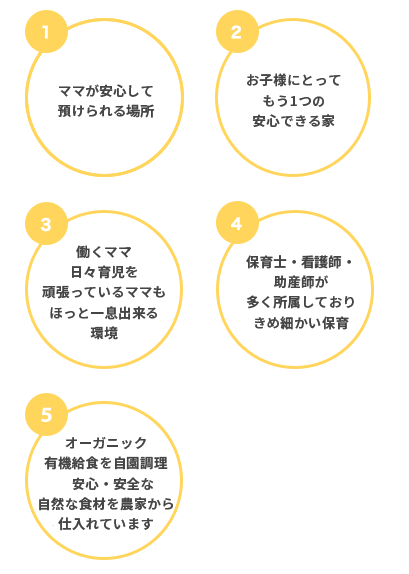 1
ママが安心して
預けられる場所
2
お子様にとって
もう1つの
安心できる家
3
働くママ
日々育児を
頑張っているママも
ほっと一息出来る
環境
4
保育士・看護師・
助産師が
多く所属しており
きめ細かい保育
5
オーガニック
有機給食を自園調理
安心・安全な
自然な食材を農家から
仕入れています